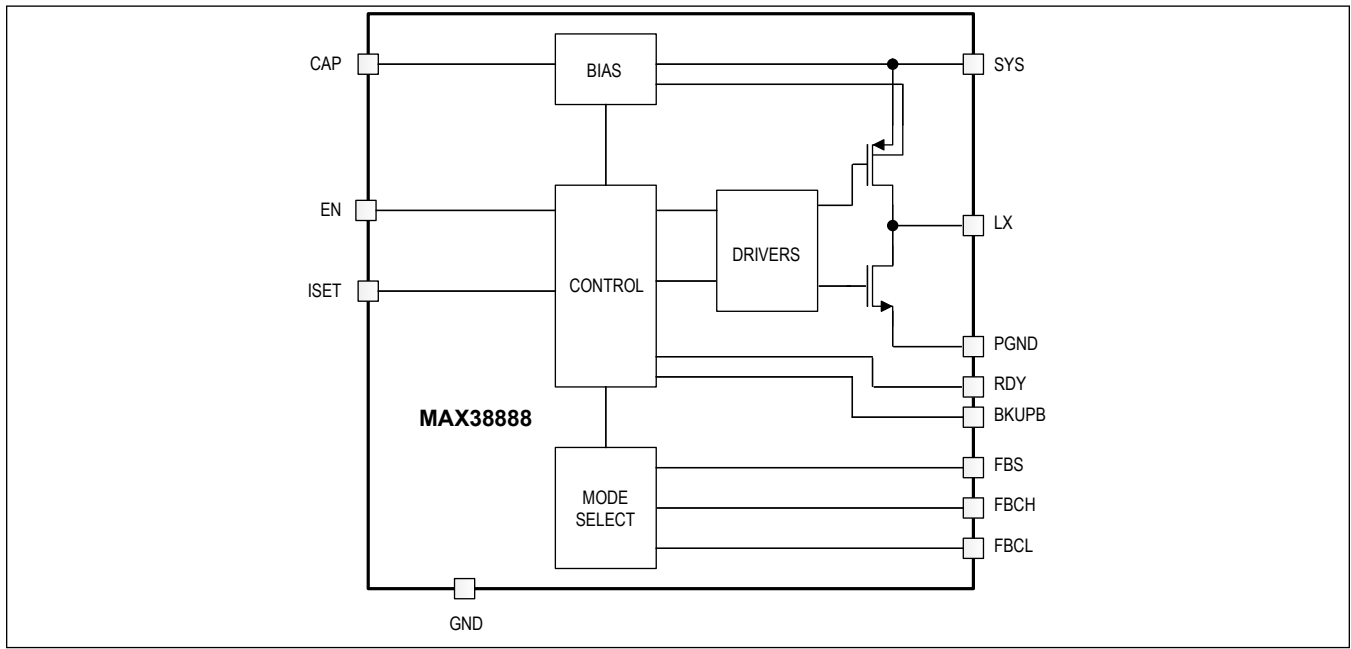 CAP
BIAS
SYS
EN
LX
DRIVERS
ISET
CONTROL
PGND
RDY
MAX38888
BKUPB
FBS
MODE
SELECT
FBCH
FBCL
GND